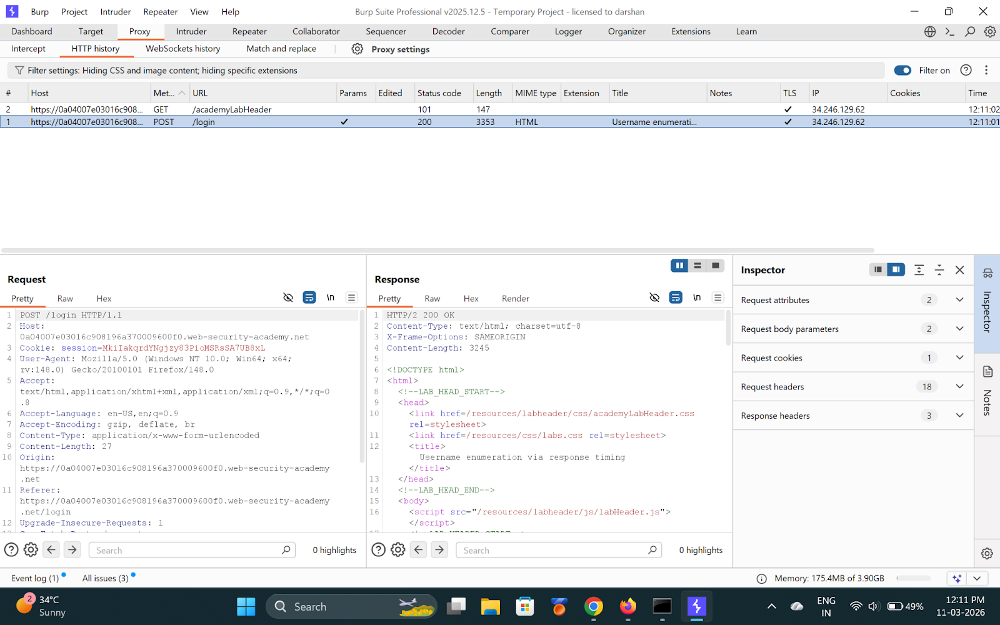 Burp Project Intruder Repeater View Help Burp Suite Professional v2025.12.5 - Temporary Project - licensed to darshan
Dashboard Target Proxy Intruder Repeater Collaborator Sequencer Decoder Comparer Logger Organizer Extensions Learn
Intercept HTTP history WebSockets history Match and replace Proxy settings
Filter settings: Hiding CSS and image content; hiding specific extensions Filter on
# Host Met... URL Params Edited Status code Length MIME type Extension Title Notes TLS IP Cookies Time
2 https://0a04007e03016c908... GET /academyLabHeader 101 147 ✓ 34.246.129.62 12:11:02
1 https://0a04007e03016c908... POST /login ✓ 200 3353 HTML Username enumerati... ✓ 34.246.129.62 12:11:01
Request
Pretty Raw Hex \n
1 POST /login HTTP/1.1
2 Host:
0a04007e03016c908196a370009600f0.web-security-academy.net
3 Cookie: session=MkiIakqrdYNgjzy83PioMSRsSA7UB8xL
4 User-Agent: Mozilla/5.0 (Windows NT 10.0; Win64; x64;
rv:148.0) Gecko/20100101 Firefox/148.0
5 Accept:
text/html,application/xhtml+xml,application/xml;q=0.9,*/*;q=0
.8
6 Accept-Language: en-US,en;q=0.9
7 Accept-Encoding: gzip, deflate, br
8 Content-Type: application/x-www-form-urlencoded
9 Content-Length: 27
10 Origin:
https://0a04007e03016c908196a370009600f0.web-security-academy
.net
11 Referer:
https://0a04007e03016c908196a370009600f0.web-security-academy
.net/login
12 Upgrade-Insecure-Requests: 1
Search 0 highlights
Response
Pretty Raw Hex Render \n
1 HTTP/2 200 OK
2 Content-Type: text/html; charset=utf-8
3 X-Frame-Options: SAMEORIGIN
4 Content-Length: 3245
5
6 <!DOCTYPE html>
7 <html>
8 <!--LAB_HEAD_START-->
9 <head>
10 <link href=/resources/labheader/css/academyLabHeader.css
rel=stylesheet>
11 <link href=/resources/css/labs.css rel=stylesheet>
12 <title>
Username enumeration via response timing
</title>
13 </head>
14 <!--LAB_HEAD_END-->
15 <body>
16 <script src="/resources/labheader/js/labHeader.js">
</script>
Search 0 highlights
Inspector
Request attributes 2
Request body parameters 2
Request cookies 1
Request headers 18
Response headers 3
Inspector
Notes
Event log (1) All issues (3) Memory: 175.4MB of 3.90GB
2 34°C
Sunny
Search
ENG
IN
49%
12:11 PM
11-03-2026